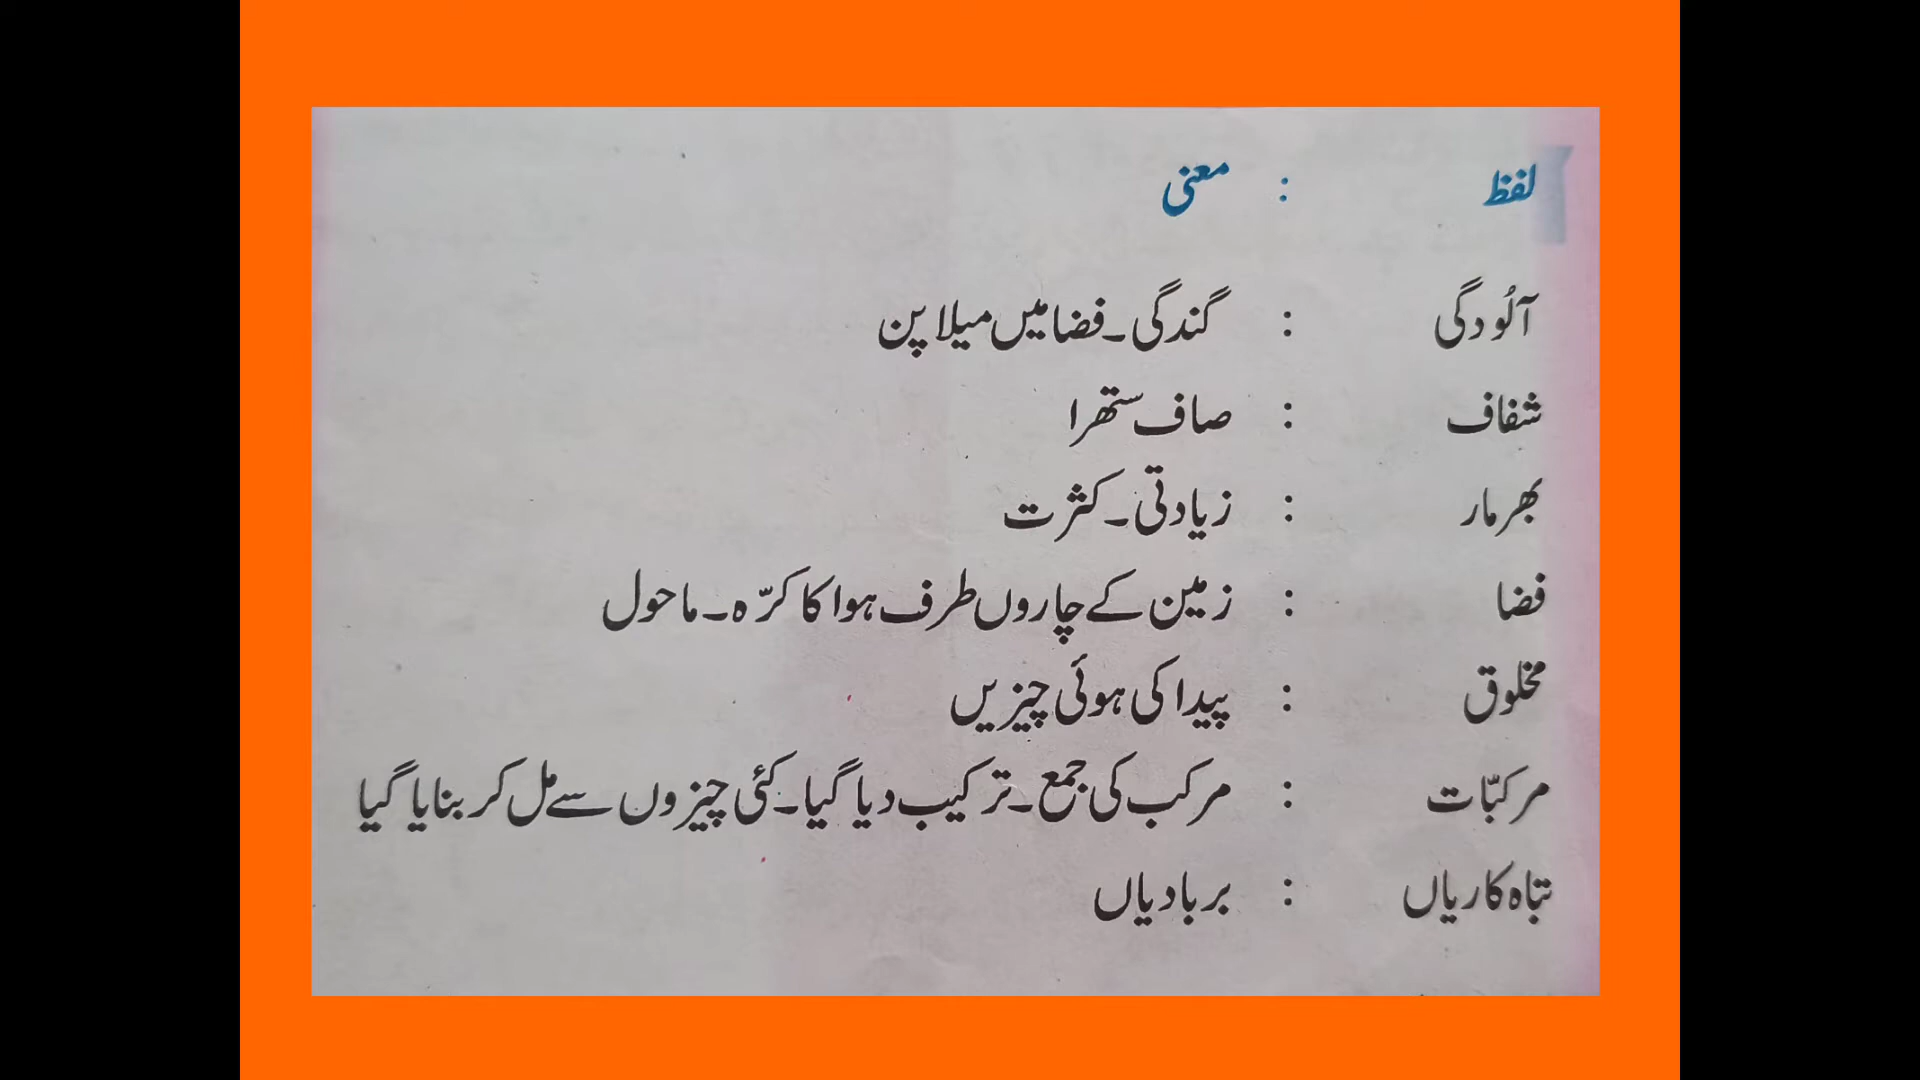 لفظ : معنی
آلُودگی : گندگی۔فضا میں میلا پن
شفاف : صاف ستھرا
بھرمار : زیادتی۔کثرت
فضا : زمین کے چاروں طرف ہوا کا کرّہ۔ماحول
مخلوق : پیدا کی ہوئی چیزیں
مرکبّات : مرکب کی جمع۔ترکیب دیا گیا۔کئی چیزوں سے مل کر بنایا گیا
تباہ کاریاں : بربادیاں